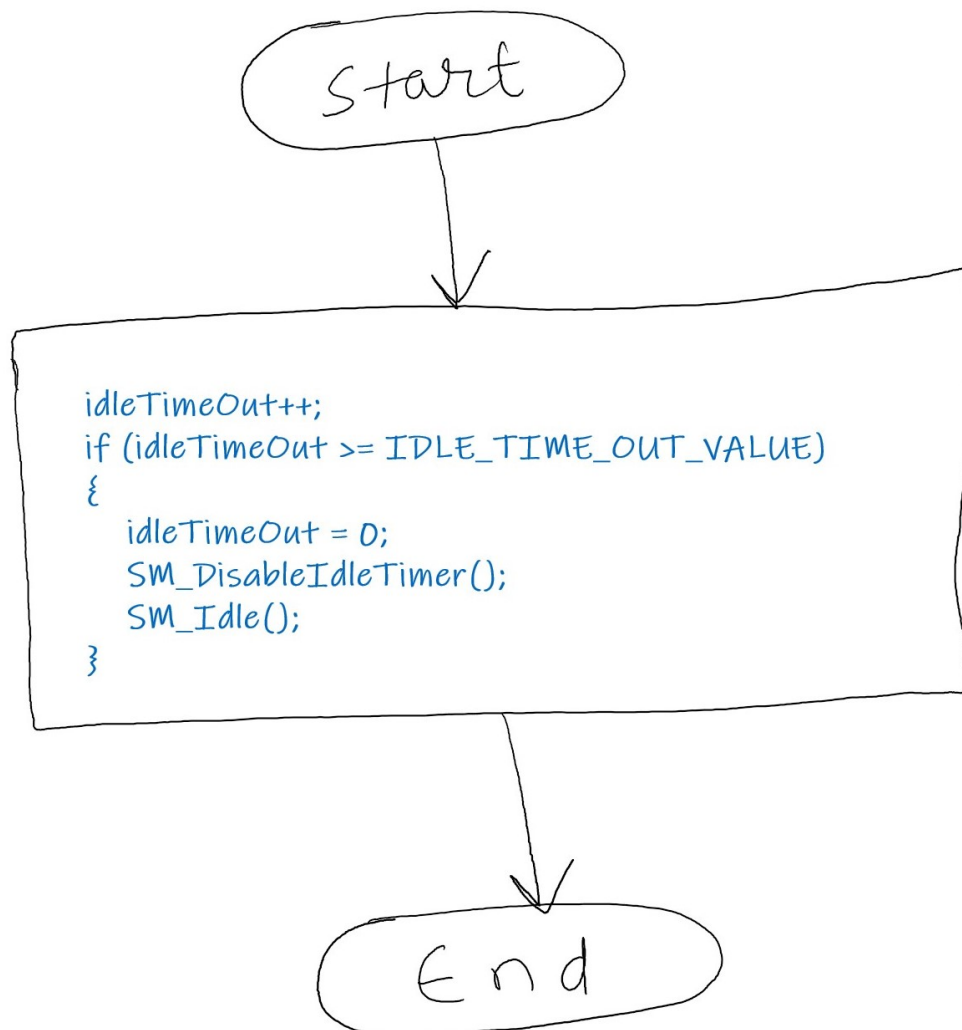 Start
idleTimeOut++;
if (idleTimeOut >= IDLE_TIME_OUT_VALUE)
{
idleTimeOut = 0;
SM_DisableIdleTimer();
SM_Idle();
}
End